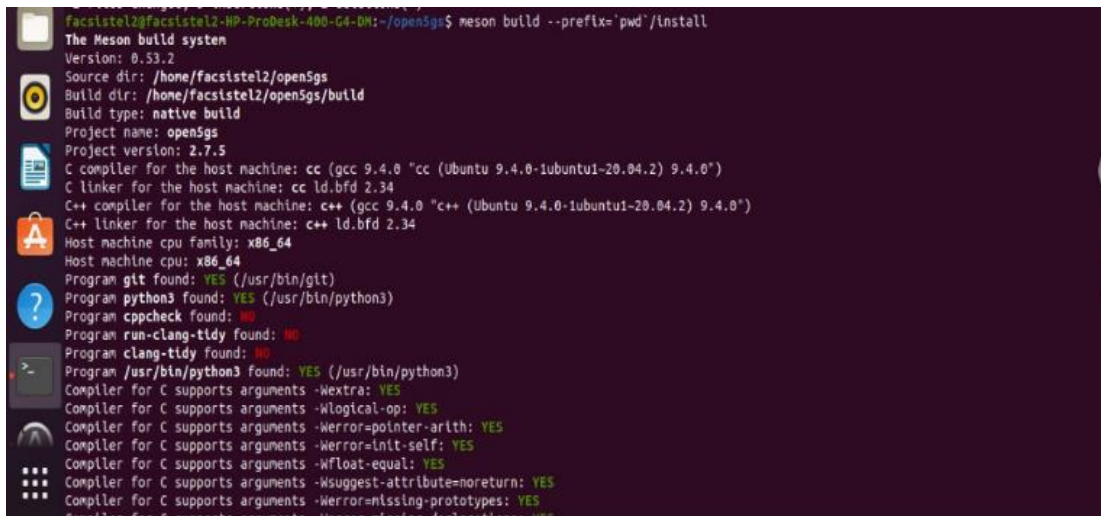 facsistel2@facsistel2-HP-ProDesk-400-G4-DM:~/open5gs$ meson build --prefix=`pwd`/install
The Meson build system
Version: 0.53.2
Source dir: /home/facsistel2/open5gs
Build dir: /home/facsistel2/open5gs/build
Build type: native build
Project name: open5gs
Project version: 2.7.5
C compiler for the host machine: cc (gcc 9.4.0 "cc (Ubuntu 9.4.0-1ubuntu1~20.04.2) 9.4.0")
C linker for the host machine: cc ld.bfd 2.34
C++ compiler for the host machine: c++ (gcc 9.4.0 "c++ (Ubuntu 9.4.0-1ubuntu1~20.04.2) 9.4.0")
C++ linker for the host machine: c++ ld.bfd 2.34
Host machine cpu family: x86_64
Host machine cpu: x86_64
Program git found: YES (/usr/bin/git)
Program python3 found: YES (/usr/bin/python3)
Program cppcheck found: NO
Program run-clang-tidy found: NO
Program clang-tidy found: NO
Program /usr/bin/python3 found: YES (/usr/bin/python3)
Compiler for C supports arguments -Wextra: YES
Compiler for C supports arguments -Wlogical-op: YES
Compiler for C supports arguments -Werror=pointer-arith: YES
Compiler for C supports arguments -Werror=init-self: YES
Compiler for C supports arguments -Wfloat-equal: YES
Compiler for C supports arguments -Wsuggest-attribute=noreturn: YES
Compiler for C supports arguments -Werror=missing-prototypes: YES